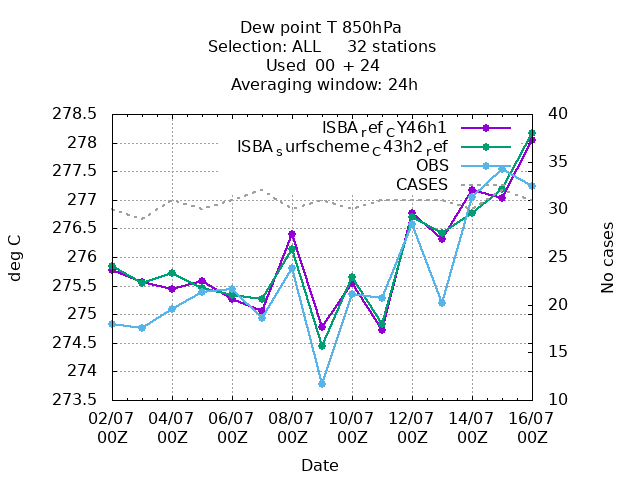 Dew point T 850hPa
Selection: ALL 32 stations
Used 00 + 24
Averaging window: 24h
ISBA_ref_CY46h1
ISBA_surfscheme_C43h2_ref
OBS
CASES
278.5
278
277.5
277
276.5
276
275.5
275
274.5
274
273.5
40
35
30
25
20
15
10
deg C
No cases
02/07 04/07 06/07 08/07 10/07 12/07 14/07 16/07
00Z 00Z 00Z 00Z 00Z 00Z 00Z 00Z
Date